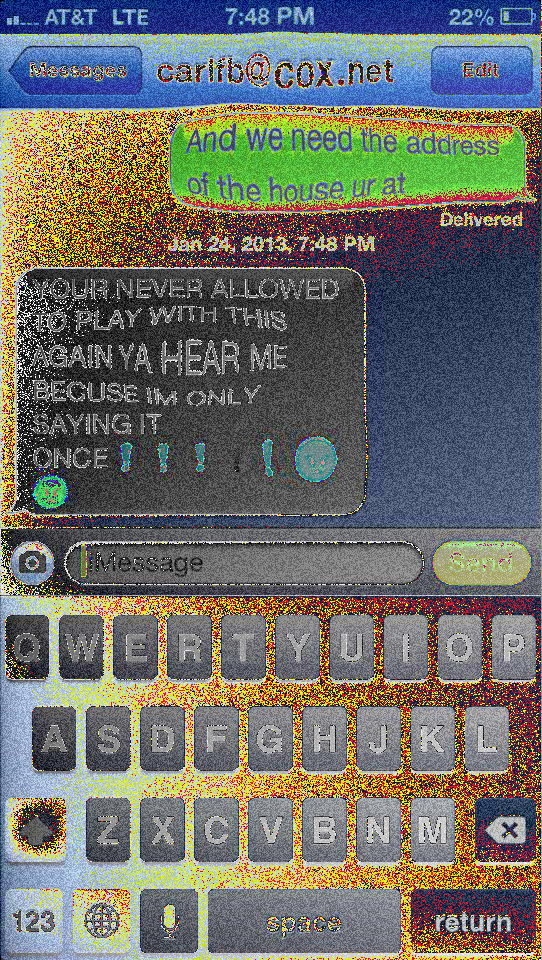 AT&T LTE 7:48 PM 22%
Messages carifb@cox.net Edit
And we need the address
of the house ur at
Delivered
Jan 24, 2013, 7:48 PM
YOUR NEVER ALLOWED
TO PLAY WITH THIS
AGAIN YA HEAR ME
BECUSE IM ONLY
SAYING IT
ONCE ❗❗❗❗❗
iMessage Send
Q W E R T Y U I O P
A S D F G H J K L
Z X C V B N M
123 space return